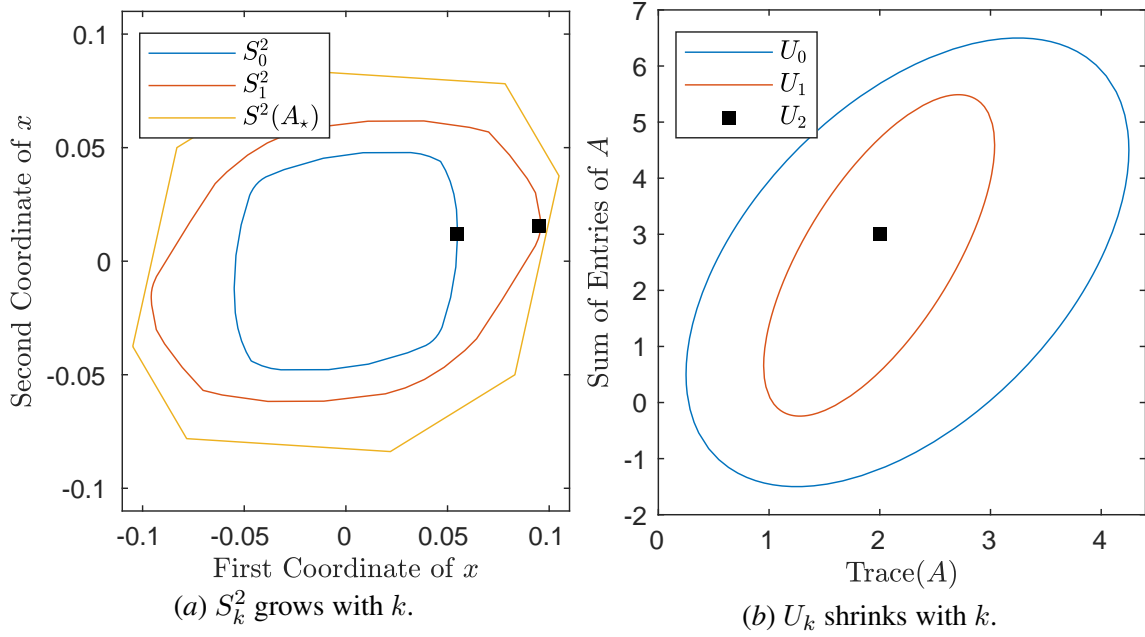 0.1
0.05
0
-0.05
-0.1
Second Coordinate of x
S_0^2
S_1^2
S^2(A_⋆)
-0.1 -0.05 0 0.05 0.1
First Coordinate of x
(a) S_k^2 grows with k.
7
6
5
4
3
2
1
0
-1
-2
Sum of Entries of A
U_0
U_1
U_2
0 1 2 3 4
Trace(A)
(b) U_k shrinks with k.